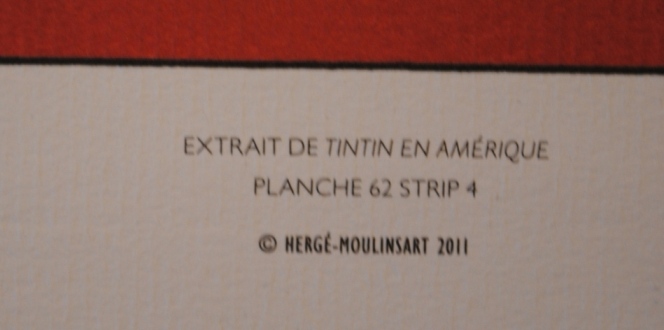 EXTRAIT DE TINTIN EN AMÉRIQUE
PLANCHE 62 STRIP 4
© HERGÉ-MOULINSART 2011